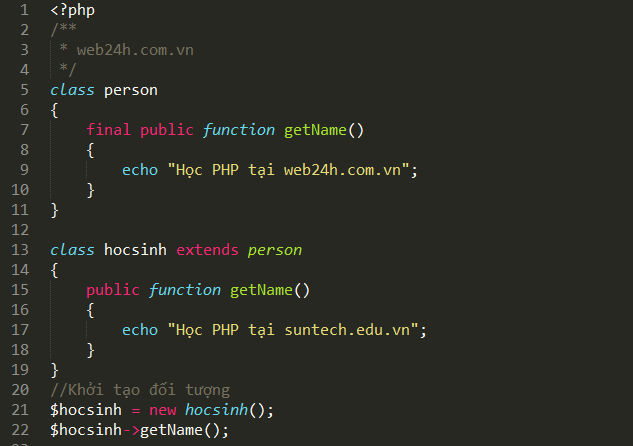 1 <?php
2 /**
3  * web24h.com.vn
4  */
5 class person
6 {
7     final public function getName()
8     {
9         echo "Học PHP tại web24h.com.vn";
10     }
11 }
12
13 class hocsinh extends person
14 {
15     public function getName()
16     {
17         echo "Học PHP tại suntech.edu.vn";
18     }
19 }
20 //Khởi tạo đối tượng
21 $hocsinh = new hocsinh();
22 $hocsinh->getName();